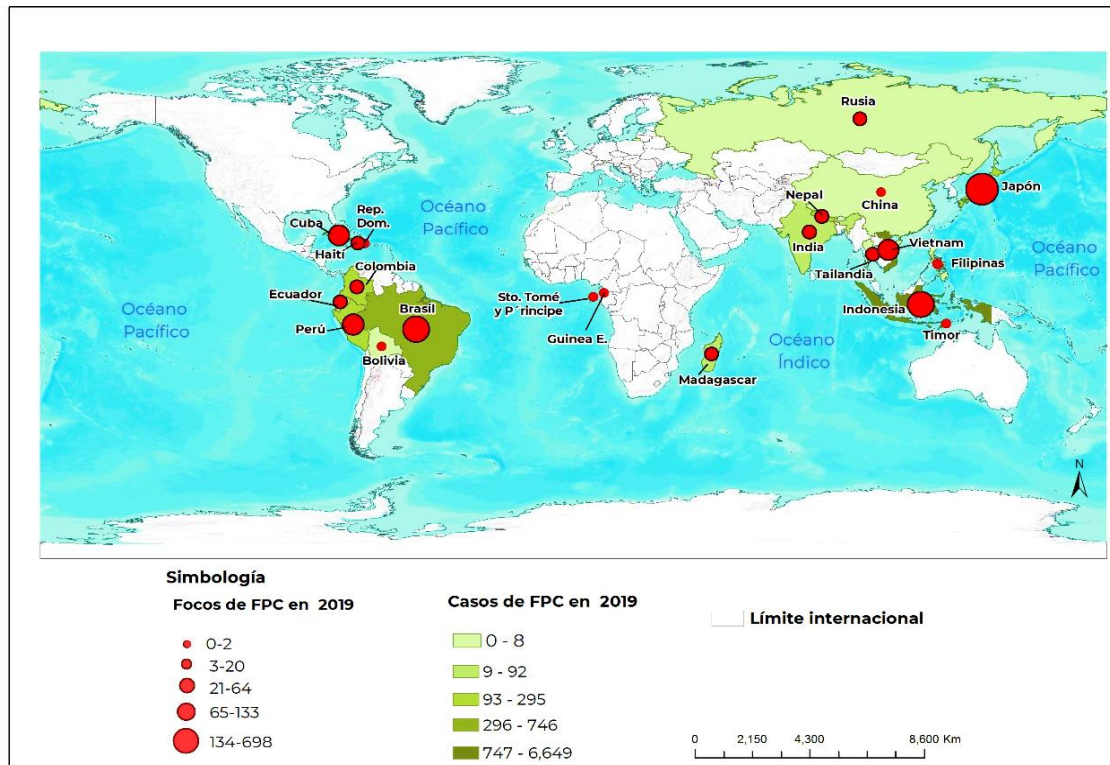 Rusia
Japón
China
Nepal
India
Vietnam
Tailandia
Filipinas
Indonesia
Timor
Océano
Pacífico
Océano
Índico
Cuba
Rep.
Dom.
Haití
Océano
Pacífico
Colombia
Ecuador
Perú
Brasil
Bolivia
Océano
Pacífico
Sto. Tomé
y P´rincipe
Guinea E.
Madagascar
N
Simbología
Focos de FPC en 2019
0-2
3-20
21-64
65-133
134-698
Casos de FPC en 2019
0 - 8
9 - 92
93 - 295
296 - 746
747 - 6,649
Límite internacional
0 2,150 4,300 8,600 Km